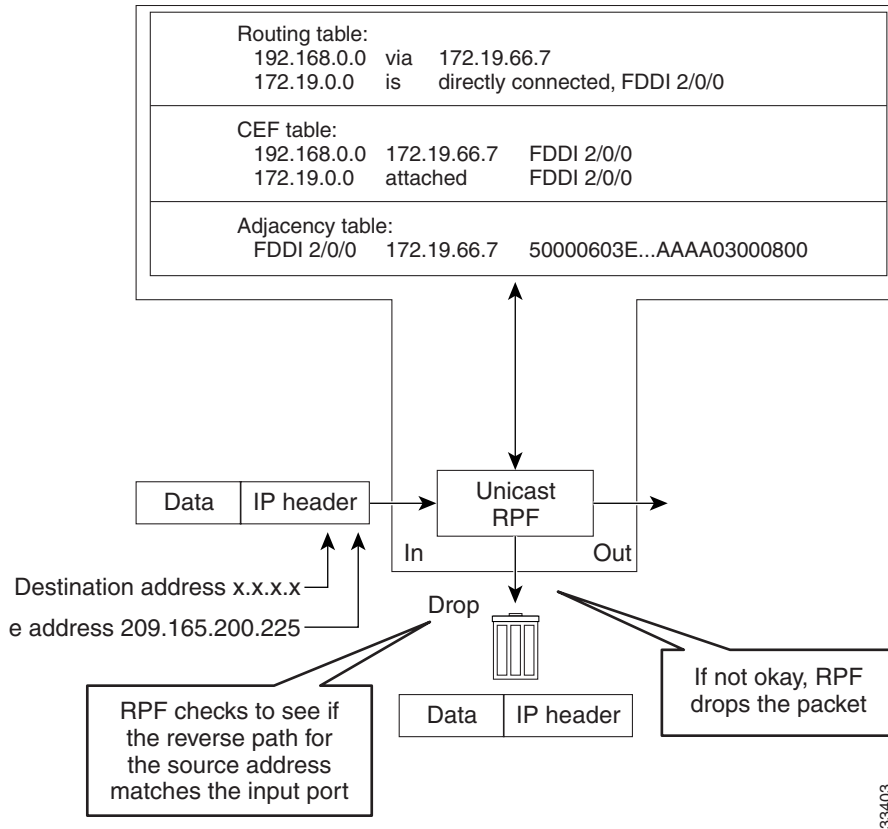 Routing table:
192.168.0.0 via 172.19.66.7
172.19.0.0 is directly connected, FDDI 2/0/0
CEF table:
192.168.0.0 172.19.66.7 FDDI 2/0/0
172.19.0.0 attached FDDI 2/0/0
Adjacency table:
FDDI 2/0/0 172.19.66.7 50000603E...AAAA03000800
Data
IP header
Unicast
RPF
In
Out
Destination address x.x.x.x
e address 209.165.200.225
Drop
RPF checks to see if
the reverse path for
the source address
matches the input port
Data
IP header
If not okay, RPF
drops the packet
33403